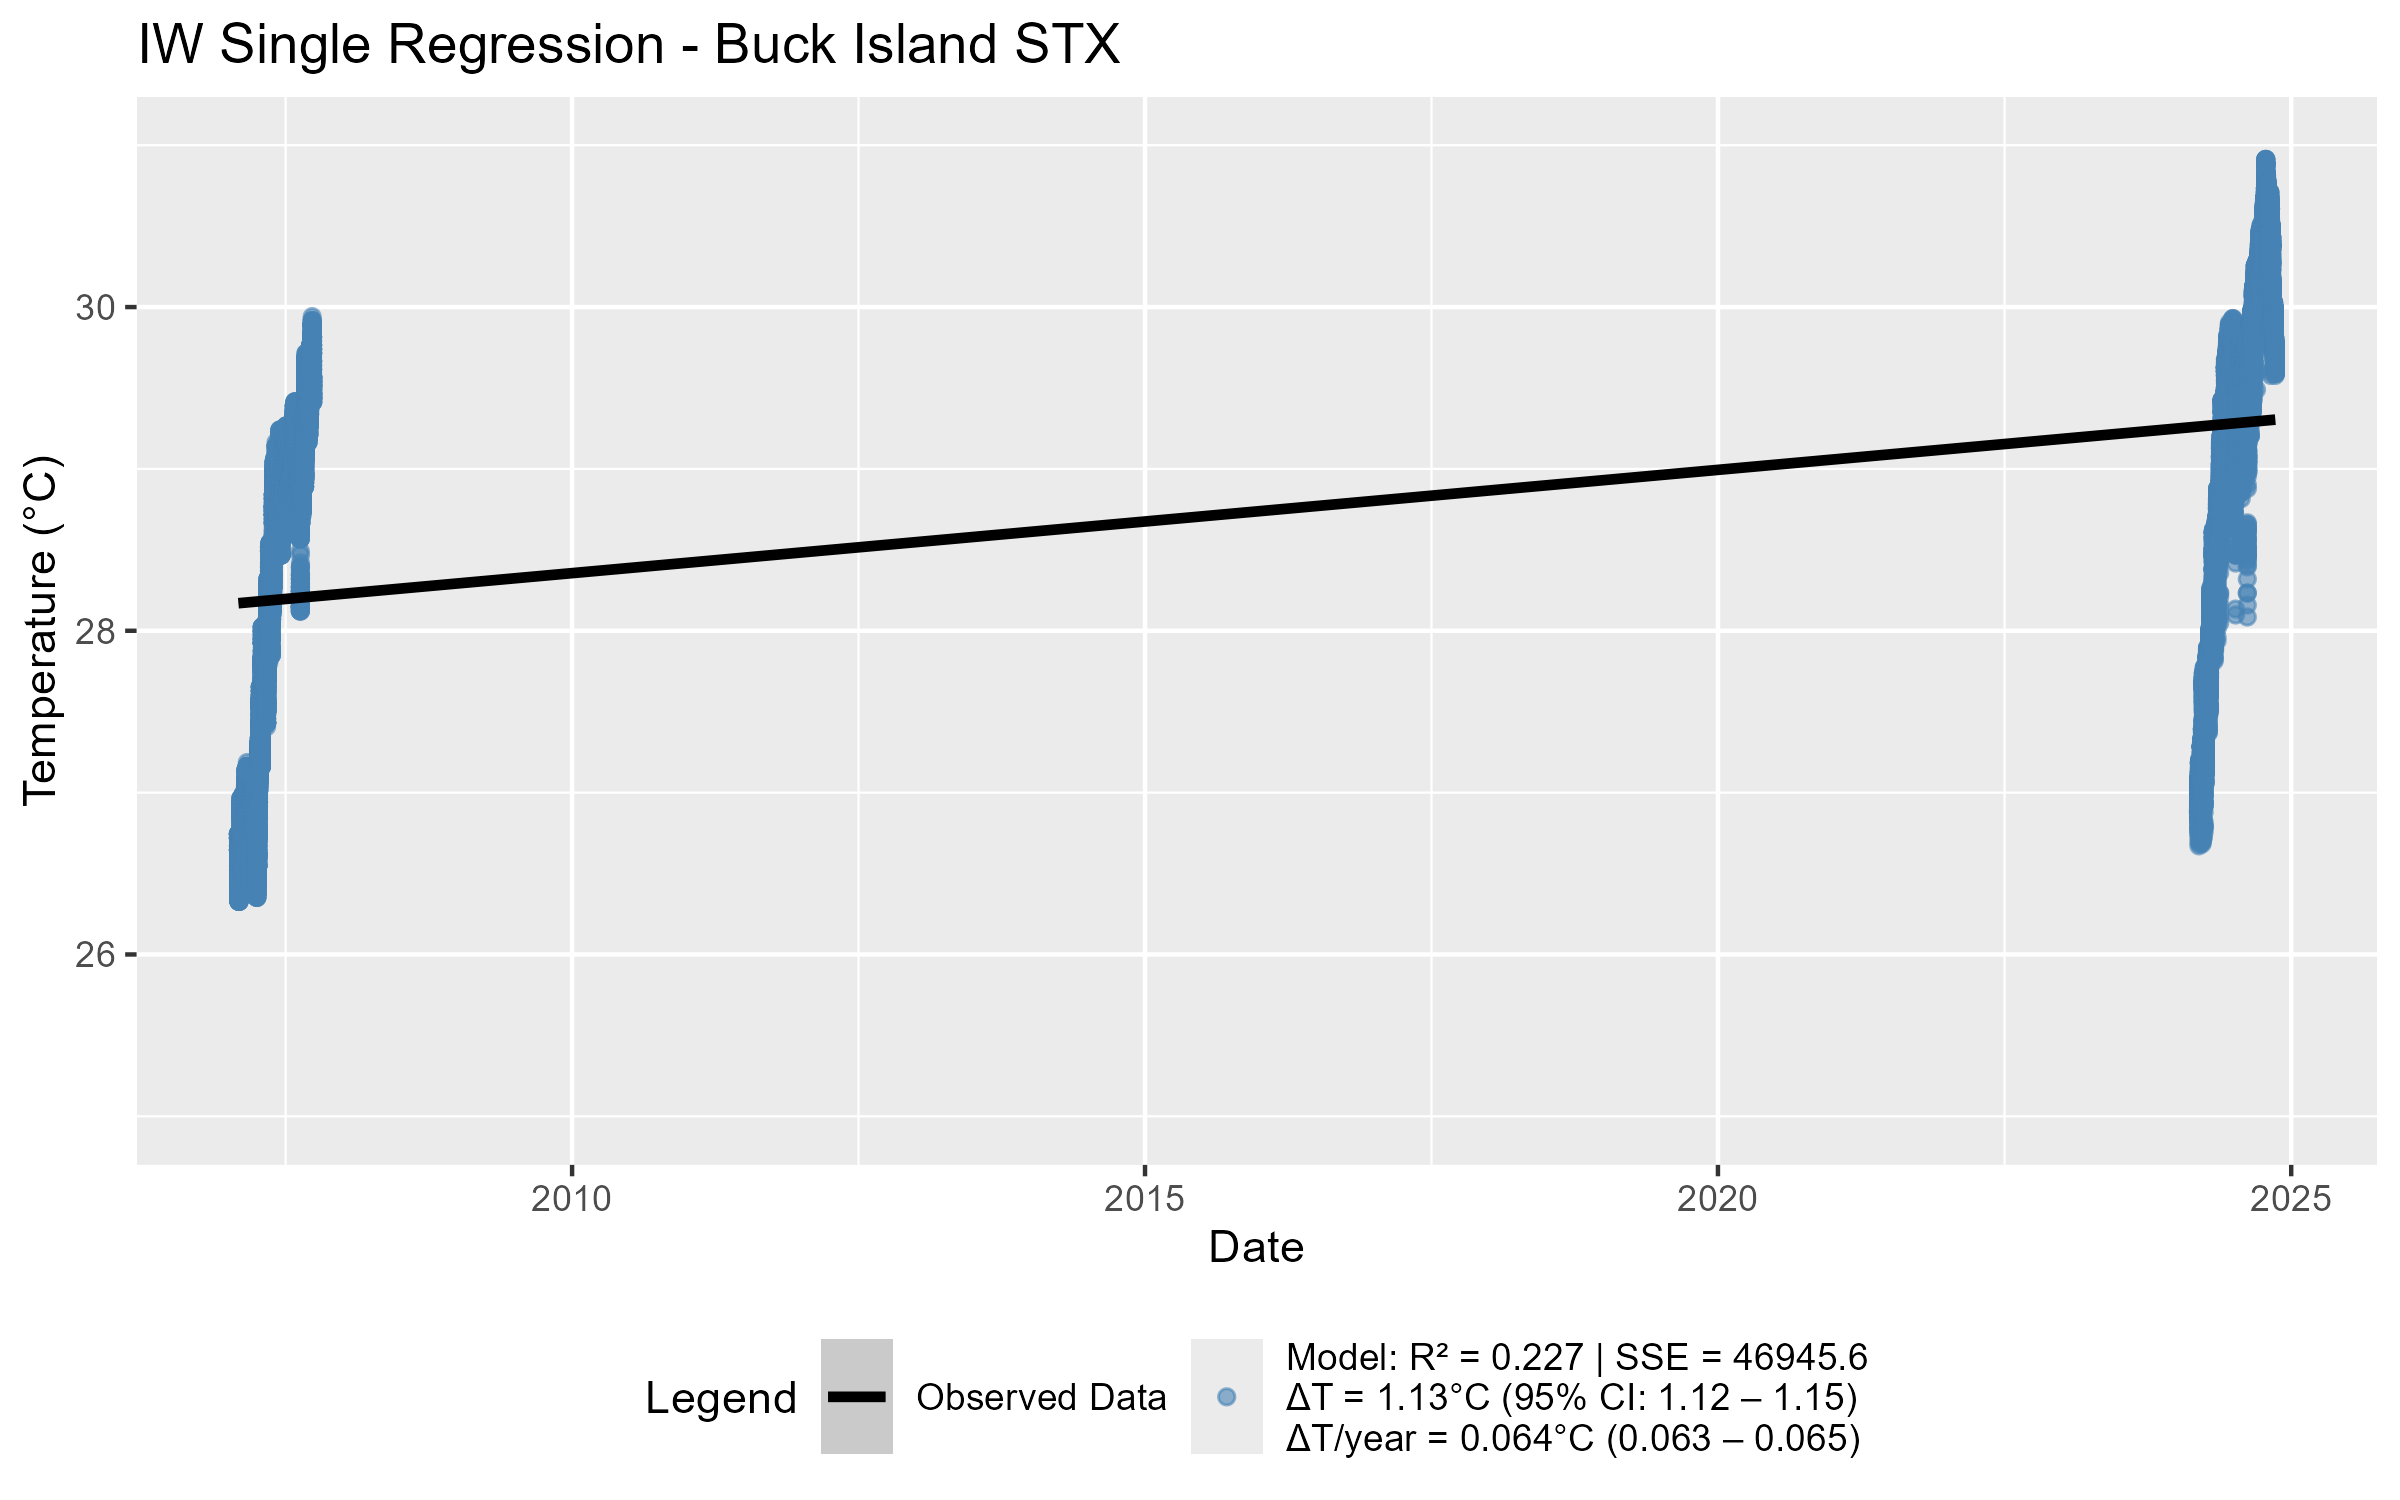 IW Single Regression - Buck Island STX
Temperature (°C)
30
28
26
2010
2015
2020
2025
Date
Legend
Observed Data
Model: R² = 0.227 | SSE = 46945.6
ΔT = 1.13°C (95% CI: 1.12 – 1.15)
ΔT/year = 0.064°C (0.063 – 0.065)